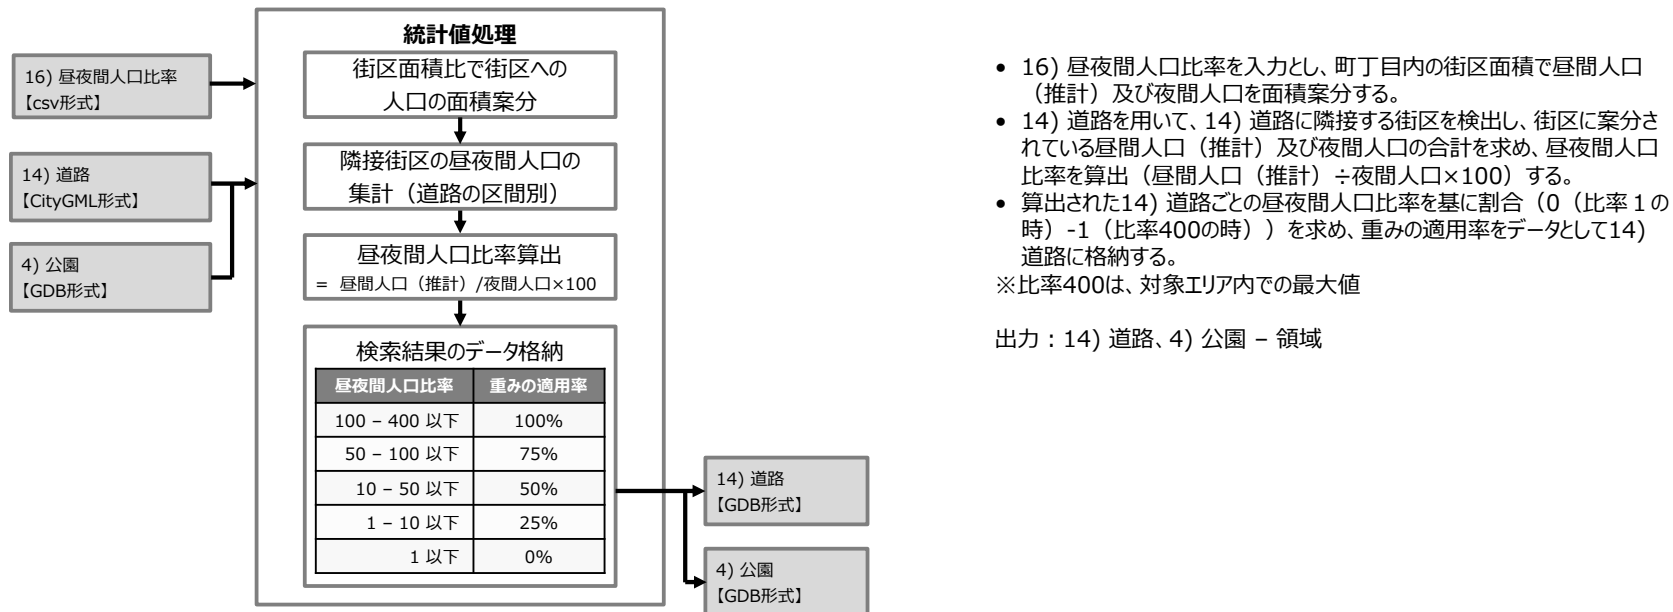 統計値処理
16) 昼夜間人口比率
【csv形式】
14) 道路
【CityGML形式】
4) 公園
【GDB形式】
街区面積比で街区への
人口の面積案分
隣接街区の昼夜間人口の
集計（道路の区間別）
昼夜間人口比率算出
= 昼間人口（推計）/夜間人口×100
検索結果のデータ格納
昼夜間人口比率 重みの適用率
100 – 400 以下 100%
50 – 100 以下 75%
10 – 50 以下 50%
1 – 10 以下 25%
1 以下 0%
14) 道路
【GDB形式】
4) 公園
【GDB形式】
• 16) 昼夜間人口比率を入力とし、町丁目内の街区面積で昼間人口
（推計）及び夜間人口を面積案分する。
• 14) 道路を用いて、14) 道路に隣接する街区を検出し、街区に案分さ
れている昼間人口（推計）及び夜間人口の合計を求め、昼夜間人口
比率を算出（昼間人口（推計）÷夜間人口×100）する。
• 算出された14) 道路ごとの昼夜間人口比率を基に割合（0（比率１の
時）-1（比率400の時））を求め、重みの適用率をデータとして14)
道路に格納する。
※比率400は、対象エリア内での最大値
出力：14) 道路、4) 公園 – 領域